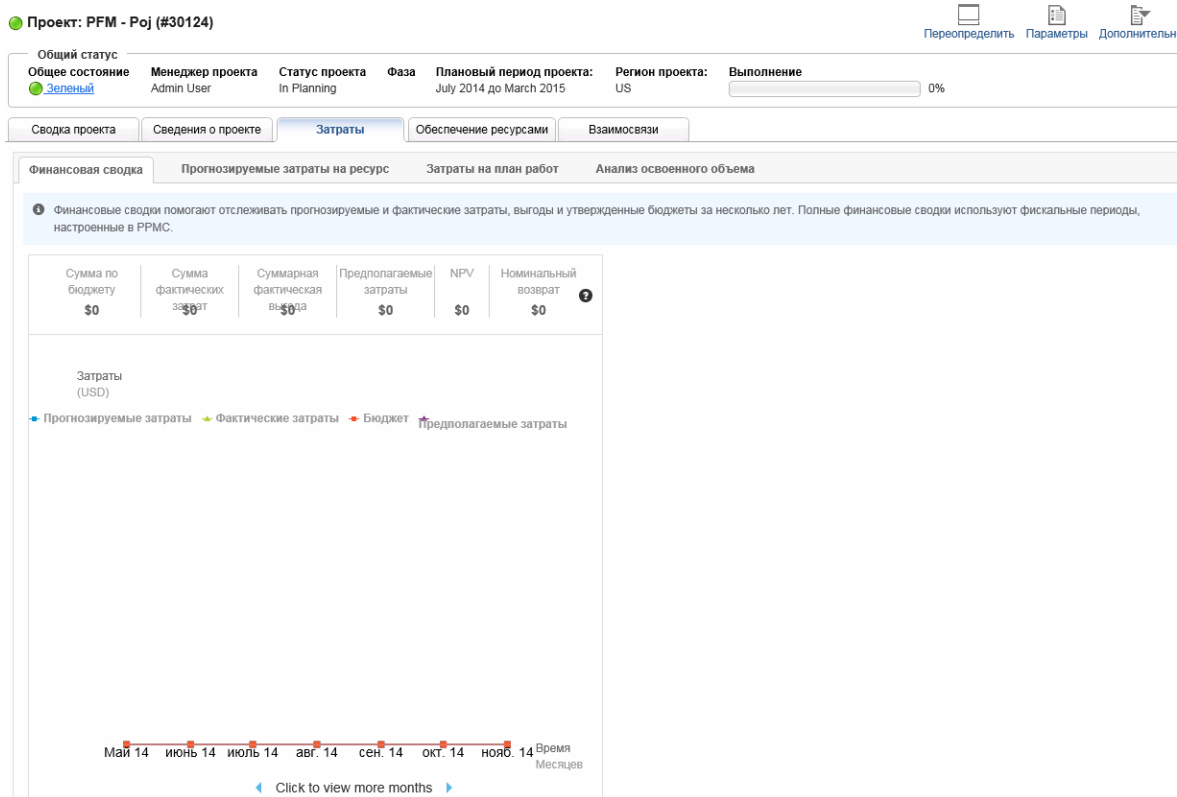 Проект: PFM - Poj (#30124)
Переопределить Параметры Дополнительн
Общий статус
Общее состояние Менеджер проекта Статус проекта Фаза Плановый период проекта: Регион проекта: Выполнение
Зеленый Admin User In Planning July 2014 до March 2015 US 0%
Сводка проекта Сведения о проекте Затраты Обеспечение ресурсами Взаимосвязи
Финансовая сводка Прогнозируемые затраты на ресурс Затраты на план работ Анализ освоенного объема
Финансовые сводки помогают отслеживать прогнозируемые и фактические затраты, выгоды и утвержденные бюджеты за несколько лет. Полные финансовые сводки используют фискальные периоды,
настроенные в PPMC.
Сумма по Сумма Суммарная Предполагаемые NPV Номинальный
бюджету фактических фактическая затраты возврат
затрат выгода
$0 $0 $0 $0 $0 $0
Затраты
(USD)
Прогнозируемые затраты Фактические затраты Бюджет Предполагаемые затраты
Май 14 июнь 14 июль 14 авг. 14 сен. 14 окт. 14 нояб. 14 Время
Месяцев
Click to view more months